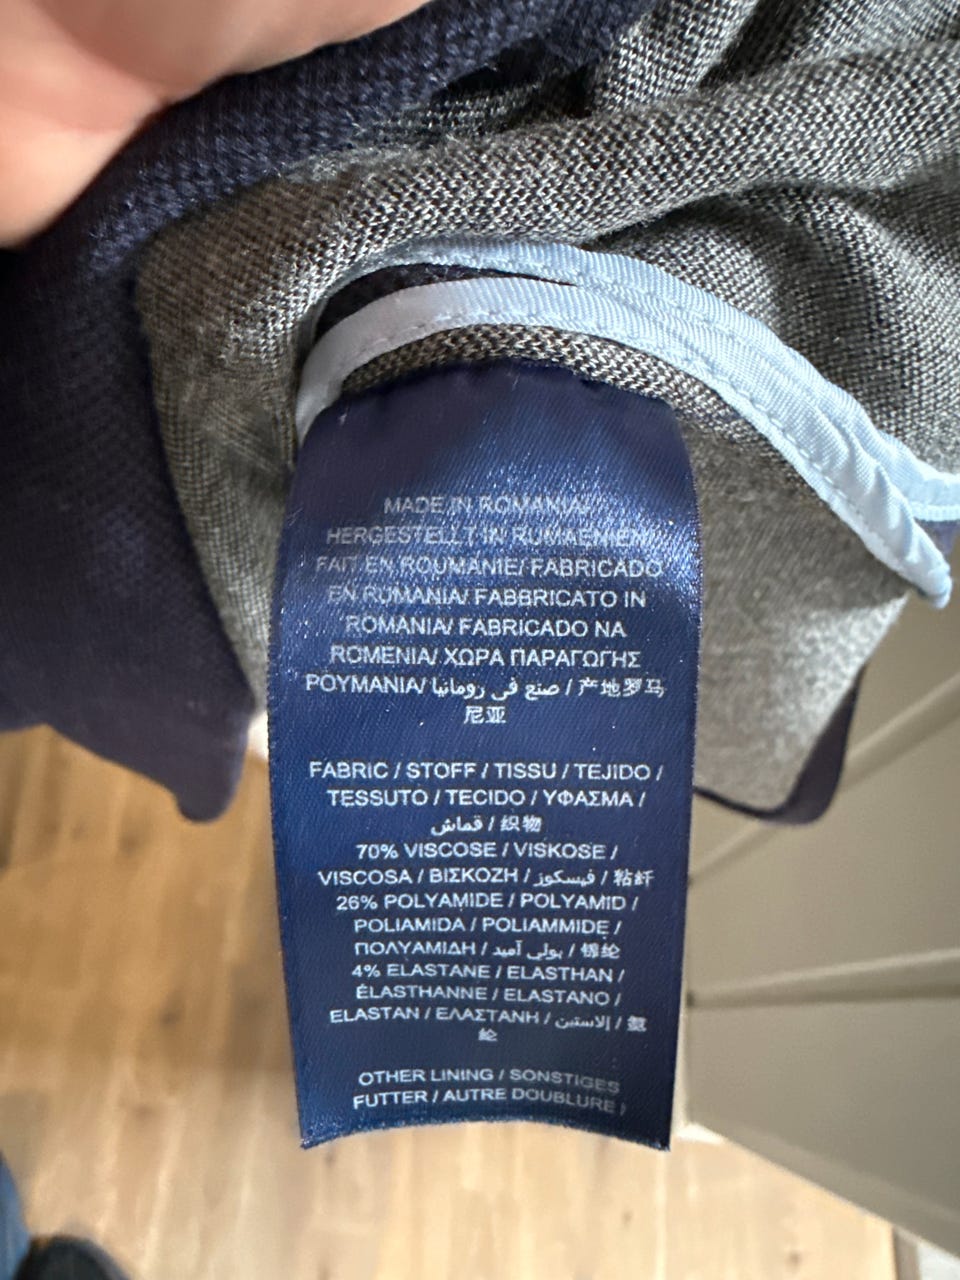 MADE IN ROMANIA/
HERGESTELLT IN RUMAENIEN/
FAIT EN ROUMANIE/ FABRICADO
EN RUMANIA/ FABBRICATO IN
ROMANIA/ FABRICADO NA
ROMENIA/ ΧΩΡΑ ΠΑΡΑΓΩΓΗΣ
ΡΟΥΜΑΝΙΑ/ صنع في رومانيا / 产地罗马
尼亚
FABRIC / STOFF / TISSU / TEJIDO /
TESSUTO / TECIDO / ΥΦΑΣΜΑ /
قماش / 织物
70% VISCOSE / VISKOSE /
VISCOSA / ΒΙΣΚΟΖΗ / فيسكوز / 粘纤
26% POLYAMIDE / POLYAMID /
POLIAMIDA / POLIAMMIDE /
ΠΟΛΥΑΜΙΔΗ / بولي أميد / 锦纶
4% ELASTANE / ELASTHAN /
ÉLASTHANNE / ELASTANO /
ELASTAN / ΕΛΑΣΤΑΝΗ / إلاستين / 氨
纶
OTHER LINING / SONSTIGES
FUTTER / AUTRE DOUBLURE /